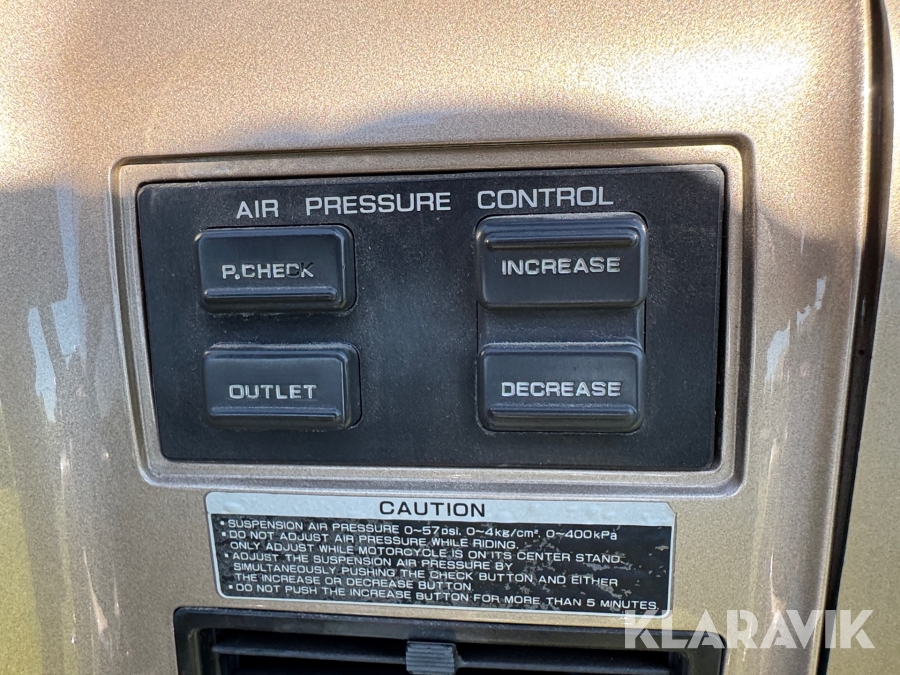 AIR PRESSURE CONTROL
P.CHECK
INCREASE
OUTLET
DECREASE
CAUTION
• SUSPENSION AIR PRESSURE 0~57psi. 0~4kg/cm². 0~400kPa
• DO NOT ADJUST AIR PRESSURE WHILE RIDING.
ONLY ADJUST WHILE MOTORCYCLE IS ON ITS CENTER STAND.
• ADJUST THE SUSPENSION AIR PRESSURE BY
SIMULTANEOUSLY PUSHING THE CHECK BUTTON AND EITHER
THE INCREASE OR DECREASE BUTTON.
• DO NOT PUSH THE INCREASE BUTTON FOR MORE THAN 5 MINUTES.
KLARAVIK